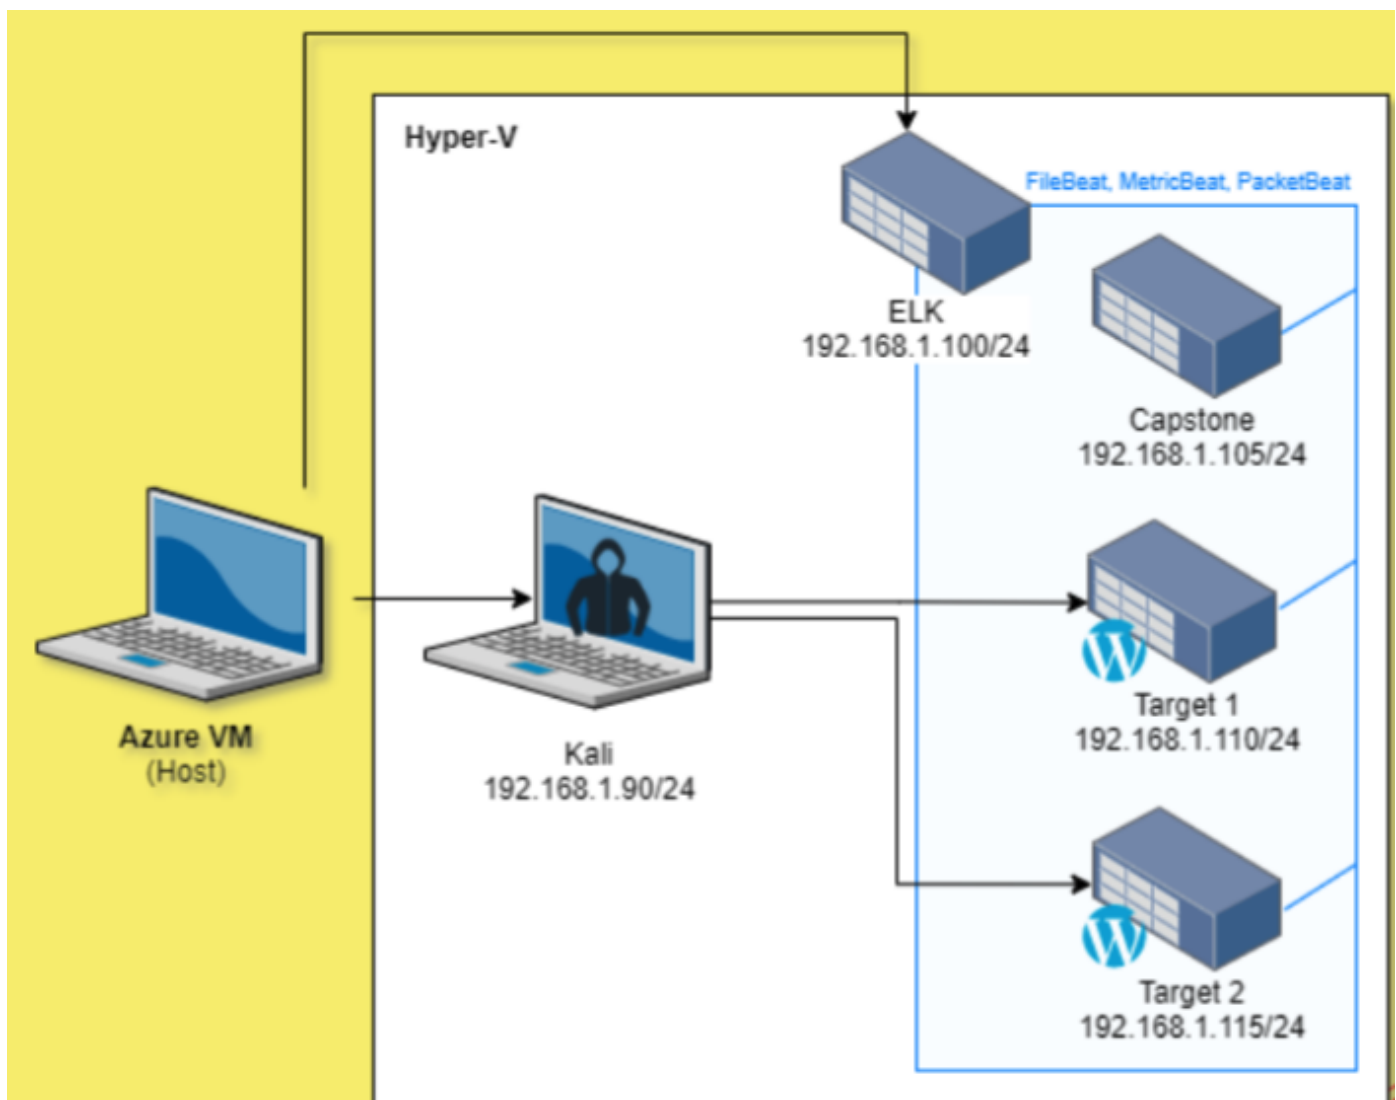 Hyper-V
FileBeat, MetricBeat, PacketBeat
ELK
192.168.1.100/24
Capstone
192.168.1.105/24
Azure VM
(Host)
Kali
192.168.1.90/24
Target 1
192.168.1.110/24
Target 2
192.168.1.115/24